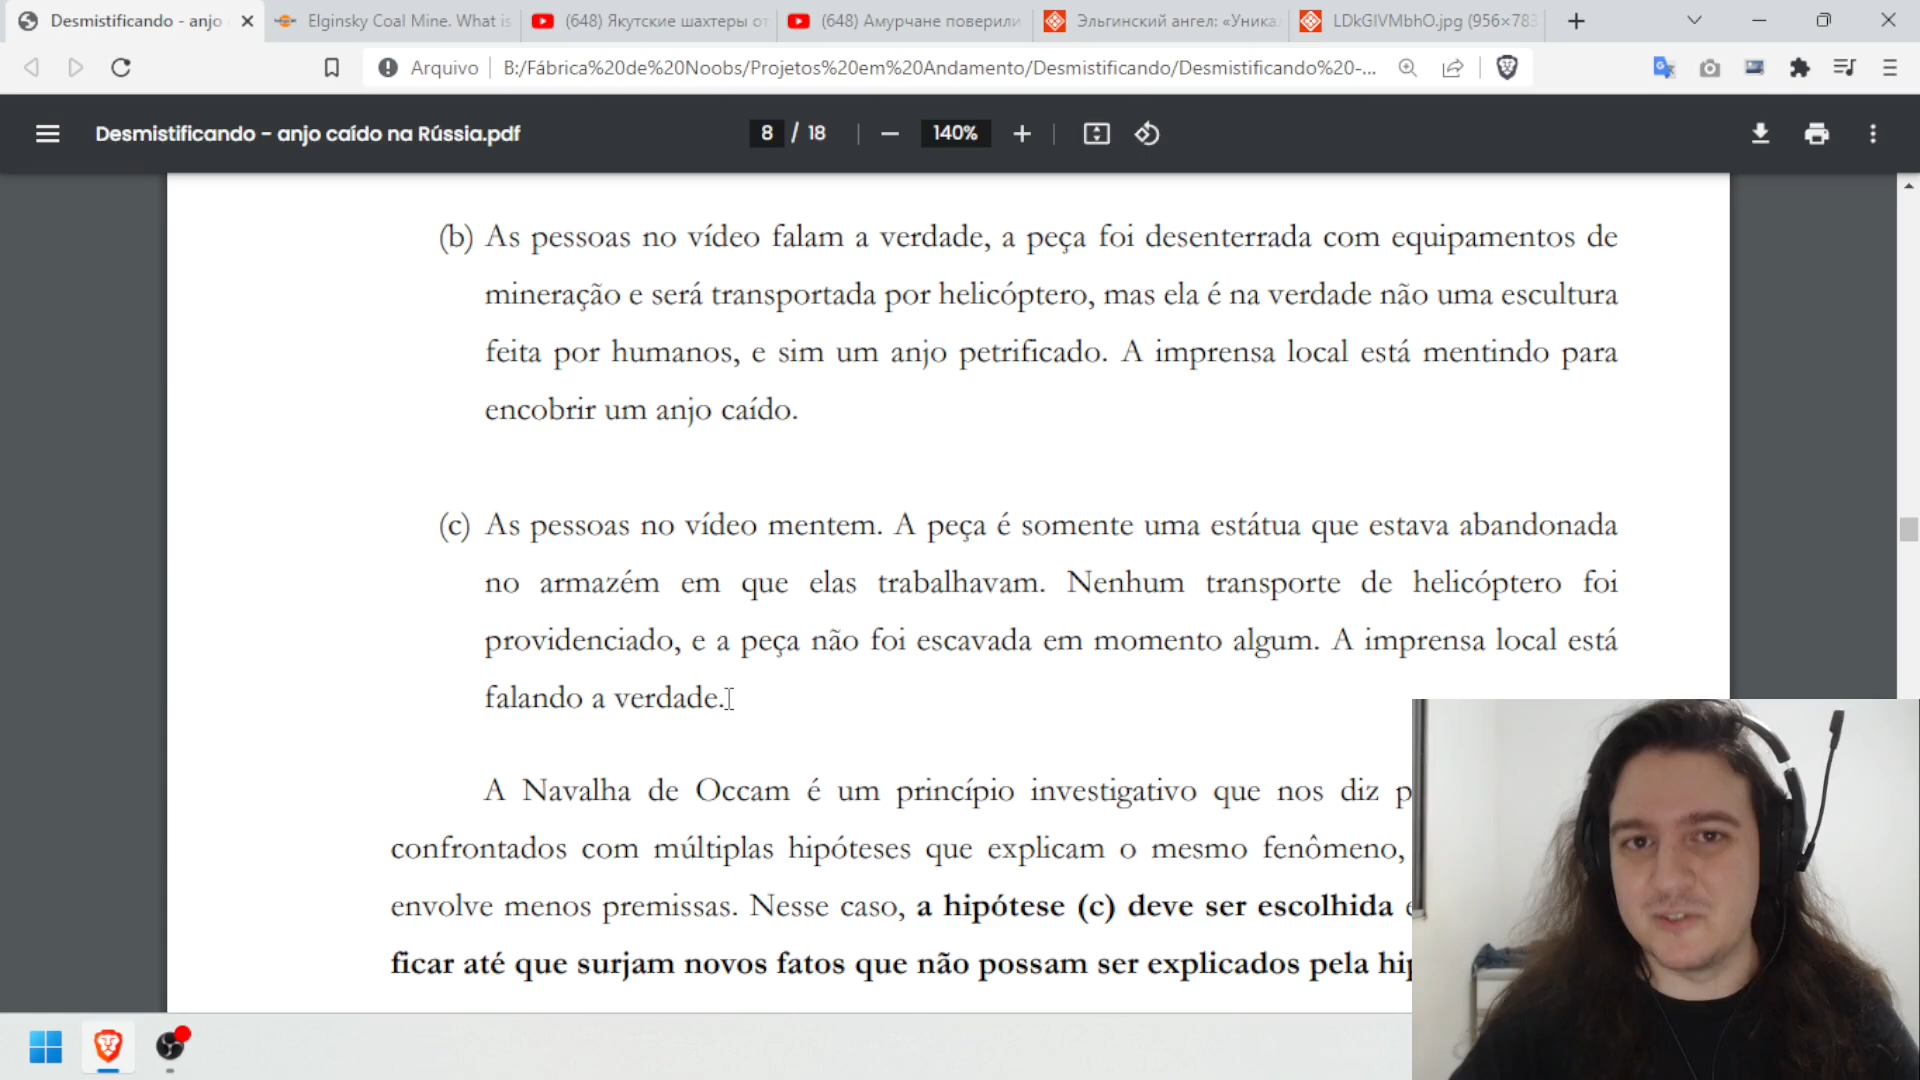 Desmistificando - anjo
Elginsky Coal Mine. What is
(648) Якутские шахтеры от
(648) Амурчане поверили
Эльгинский ангел: «Уника
LDkGIVMbhO.jpg (956×783
Arquivo
B:/Fábrica%20de%20Noobs/Projetos%20em%20Andamento/Desmistificando/Desmistificando%20-...
Desmistificando - anjo caído na Rússia.pdf
8 / 18
140%
(b) As pessoas no vídeo falam a verdade, a peça foi desenterrada com equipamentos de
mineração e será transportada por helicóptero, mas ela é na verdade não uma escultura
feita por humanos, e sim um anjo petrificado. A imprensa local está mentindo para
encobrir um anjo caído.
(c) As pessoas no vídeo mentem. A peça é somente uma estátua que estava abandonada
no armazém em que elas trabalhavam. Nenhum transporte de helicóptero foi
providenciado, e a peça não foi escavada em momento algum. A imprensa local está
falando a verdade.
A Navalha de Occam é um princípio investigativo que nos diz p
confrontados com múltiplas hipóteses que explicam o mesmo fenômeno,
envolve menos premissas. Nesse caso, a hipótese (c) deve ser escolhida e
ficar até que surjam novos fatos que não possam ser explicados pela hip